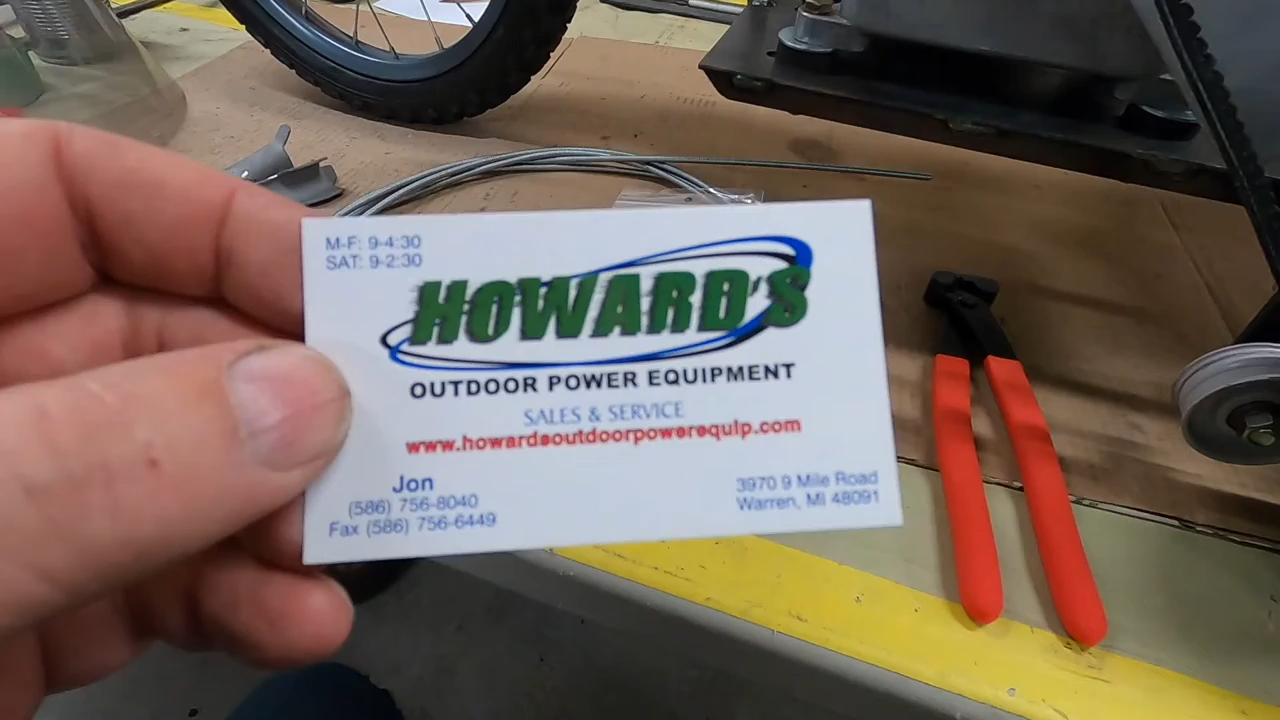 M-F: 9-4:30
SAT: 9-2:30
HOWARD'S
OUTDOOR POWER EQUIPMENT
SALES & SERVICE
www.howardsoutdoorpowerequip.com
Jon
(586) 756-8040
Fax (586) 756-6449
3970 9 Mile Road
Warren, MI 48091